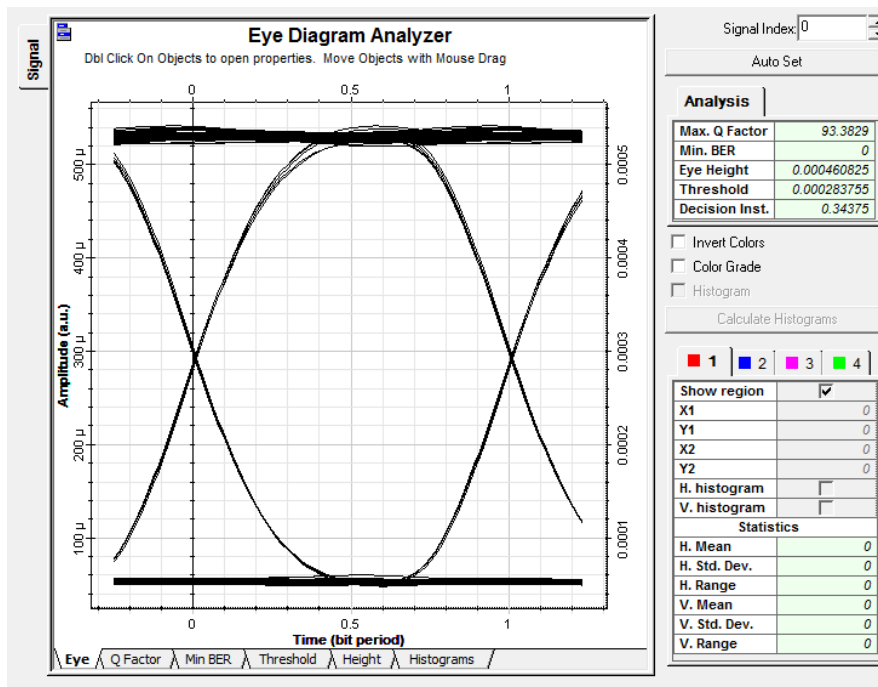 Signal
Eye Diagram Analyzer
Dbl Click On Objects to open properties. Move Objects with Mouse Drag
0 0.5 1
500 µ
400 µ
300 µ
200 µ
100 µ
Amplitude (a.u.)
0.0005
0.0004
0.0003
0.0002
0.0001
0 0.5 1
Time (bit period)
Eye Q Factor Min BER Threshold Height Histograms
Signal Index: 0
Auto Set
Analysis
Max. Q Factor 93.3829
Min. BER 0
Eye Height 0.000460825
Threshold 0.000283755
Decision Inst. 0.34375
Invert Colors
Color Grade
Histogram
Calculate Histograms
1 2 3 4
Show region
X1 0
Y1 0
X2 0
Y2 0
H. histogram
V. histogram
Statistics
H. Mean 0
H. Std. Dev. 0
H. Range 0
V. Mean 0
V. Std. Dev. 0
V. Range 0